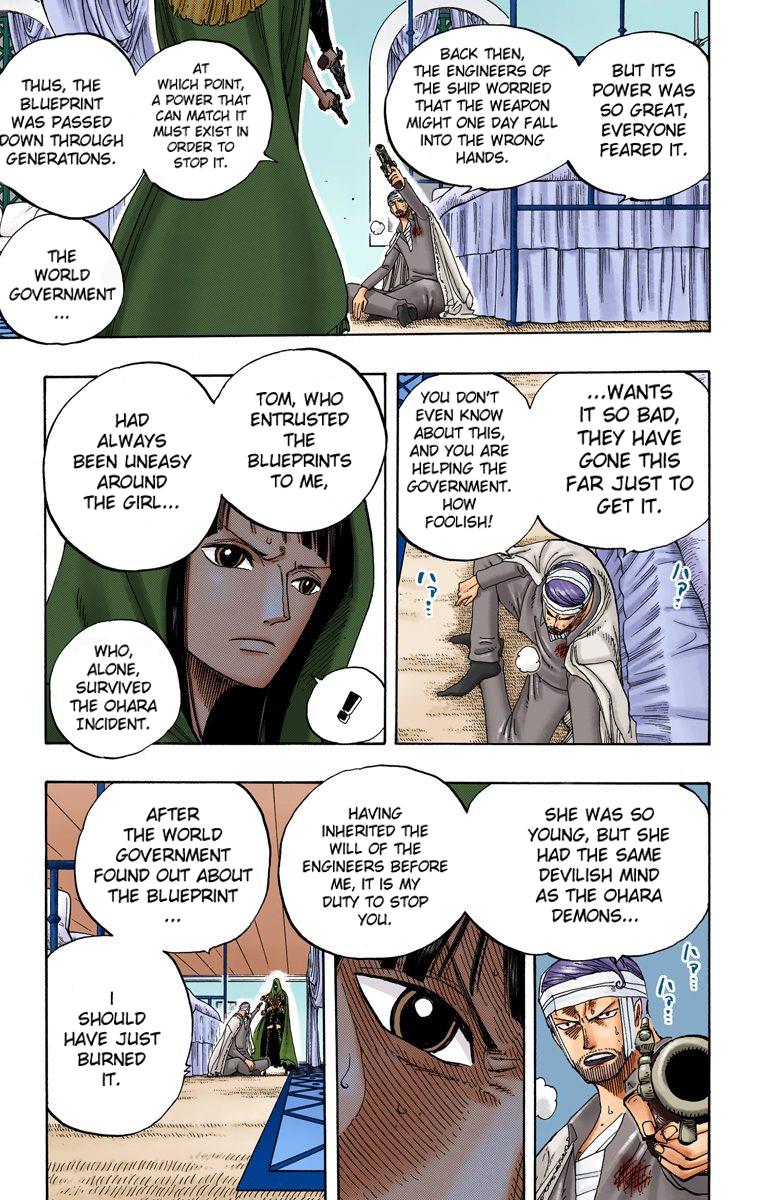 BUT ITS
POWER WAS
SO GREAT,
EVERYONE
FEARED IT.
BACK THEN,
THE ENGINEERS OF
THE SHIP WORRIED
THAT THE WEAPON
MIGHT ONE DAY FALL
INTO THE WRONG
HANDS.
AT
WHICH POINT,
A POWER THAT
CAN MATCH IT
MUST EXIST IN
ORDER TO
STOP IT.
THUS, THE
BLUEPRINT
WAS PASSED
DOWN THROUGH
GENERATIONS.
THE
WORLD
GOVERNMENT
...
...WANTS
IT SO BAD,
THEY HAVE
GONE THIS
FAR JUST TO
GET IT.
YOU DON'T
EVEN KNOW
ABOUT THIS,
AND YOU ARE
HELPING THE
GOVERNMENT.
HOW
FOOLISH!
ハァ…
ハァ…
TOM, WHO
ENTRUSTED
THE
BLUEPRINTS
TO ME,
HAD
ALWAYS
BEEN UNEASY
AROUND
THE GIRL...
WHO,
ALONE,
SURVIVED
THE OHARA
INCIDENT.
!
SHE WAS SO
YOUNG, BUT SHE
HAD THE SAME
DEVILISH MIND
AS THE OHARA
DEMONS...
ハァ…
ハァ…
HAVING
INHERITED THE
WILL OF THE
ENGINEERS BEFORE
ME, IT IS MY
DUTY TO STOP
YOU.
AFTER
THE WORLD
GOVERNMENT
FOUND OUT ABOUT
THE BLUEPRINT
...
I
SHOULD
HAVE JUST
BURNED
IT.